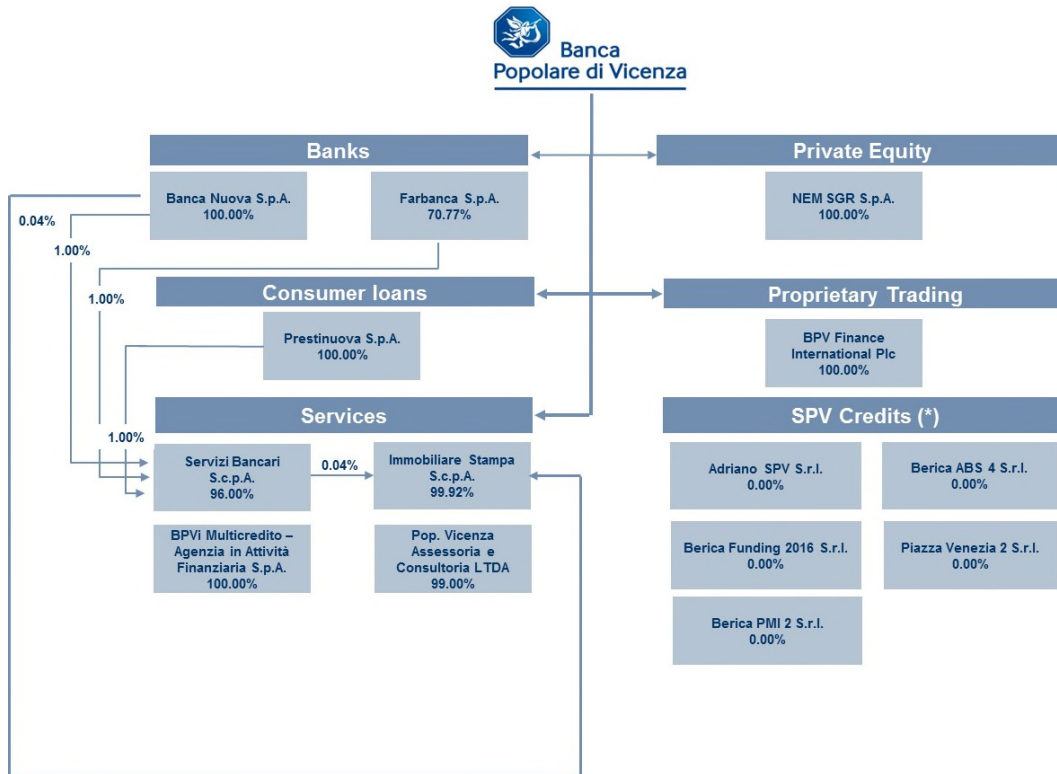 Banca
Popolare di Vicenza
Banks
Private Equity
Banca Nuova S.p.A.
100.00%
Farbanca S.p.A.
70.77%
NEM SGR S.p.A.
100.00%
0.04%
1.00%
1.00%
Consumer loans
Proprietary Trading
Prestinuova S.p.A.
100.00%
BPV Finance
International Plc
100.00%
Services
SPV Credits (*)
1.00%
Servizi Bancari
S.c.p.A.
96.00%
0.04%
Immobiliare Stampa
S.c.p.A.
99.92%
Adriano SPV S.r.l.
0.00%
Berica ABS 4 S.r.l.
0.00%
BPVi Multicredito –
Agenzia in Attività
Finanziaria S.p.A.
100.00%
Pop. Vicenza
Assessoria e
Consultoria LTDA
99.00%
Berica Funding 2016 S.r.l.
0.00%
Piazza Venezia 2 S.r.l.
0.00%
Berica PMI 2 S.r.l.
0.00%